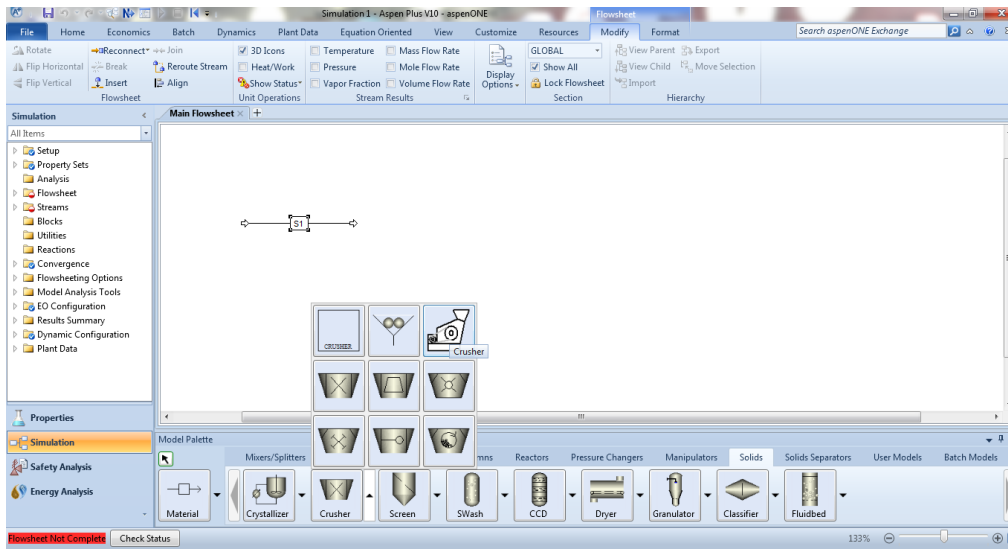 Simulation 1 - Aspen Plus V10 - aspenONE
Flowsheet
File Home Economics Batch Dynamics Plant Data Equation Oriented View Customize Resources Modify Format Search aspenONE Exchange
Rotate Reconnect Join 3D Icons Temperature Mass Flow Rate GLOBAL View Parent Export
Flip Horizontal Break Reroute Stream Heat/Work Pressure Mole Flow Rate Display Show All View Child Move Selection
Flip Vertical Insert Align Show Status Vapor Fraction Volume Flow Rate Options Lock Flowsheet Import
Flowsheet Unit Operations Stream Results Section Hierarchy
Simulation < Main Flowsheet × +
All Items
Setup
Property Sets
Analysis
Flowsheet
Streams
Blocks
S1
Utilities
Reactions
Convergence
Flowsheeting Options
Model Analysis Tools
EO Configuration
Results Summary
Dynamic Configuration
Plant Data
CRUSHER
Crusher
Properties
Simulation
Safety Analysis
Energy Analysis
Model Palette
Mixers/Splitters mns Reactors Pressure Changers Manipulators Solids Solids Separators User Models Batch Models
Material Crystallizer Crusher Screen SWash CCD Dryer Granulator Classifier Fluidbed
Flowsheet Not Complete Check Status 133%